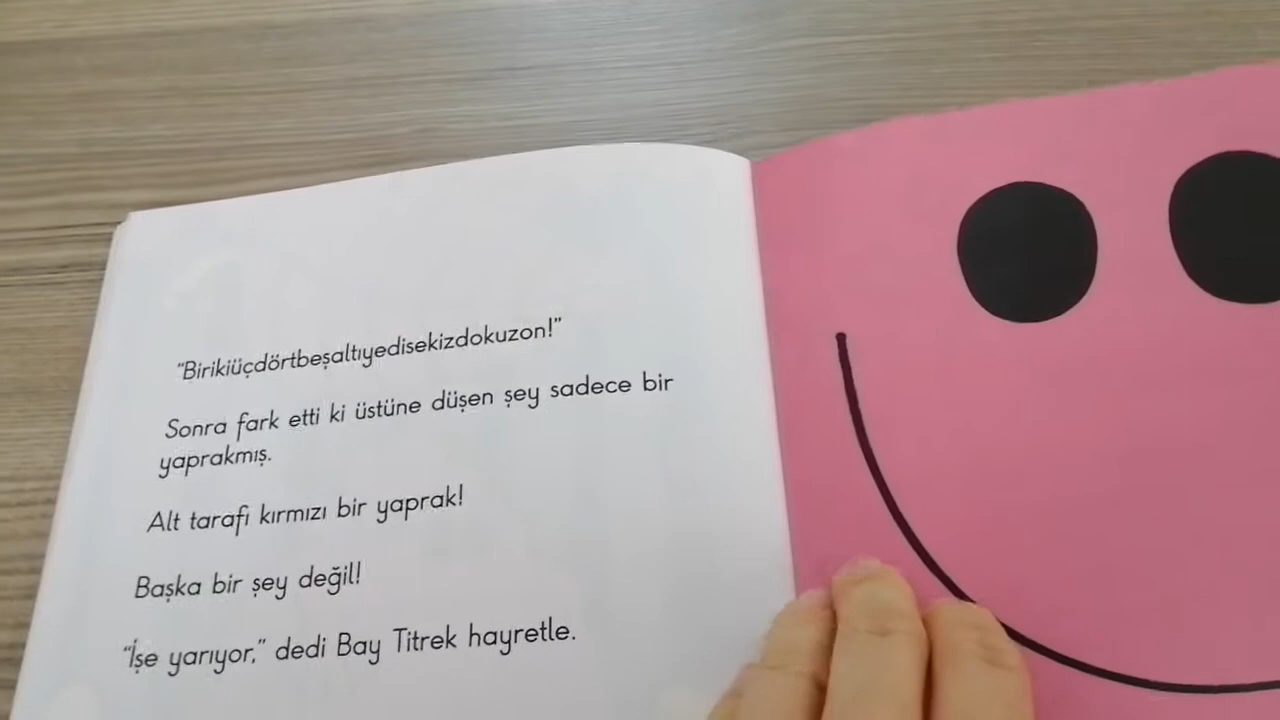 “Birikiüçdörtbeşaltıyedisekizdokuzon!”
Sonra fark etti ki üstüne düşen şey sadece bir
yaprakmış.
Alt tarafı kırmızı bir yaprak!
Başka bir şey değil!
“İşe yarıyor,” dedi Bay Titrek hayretle.